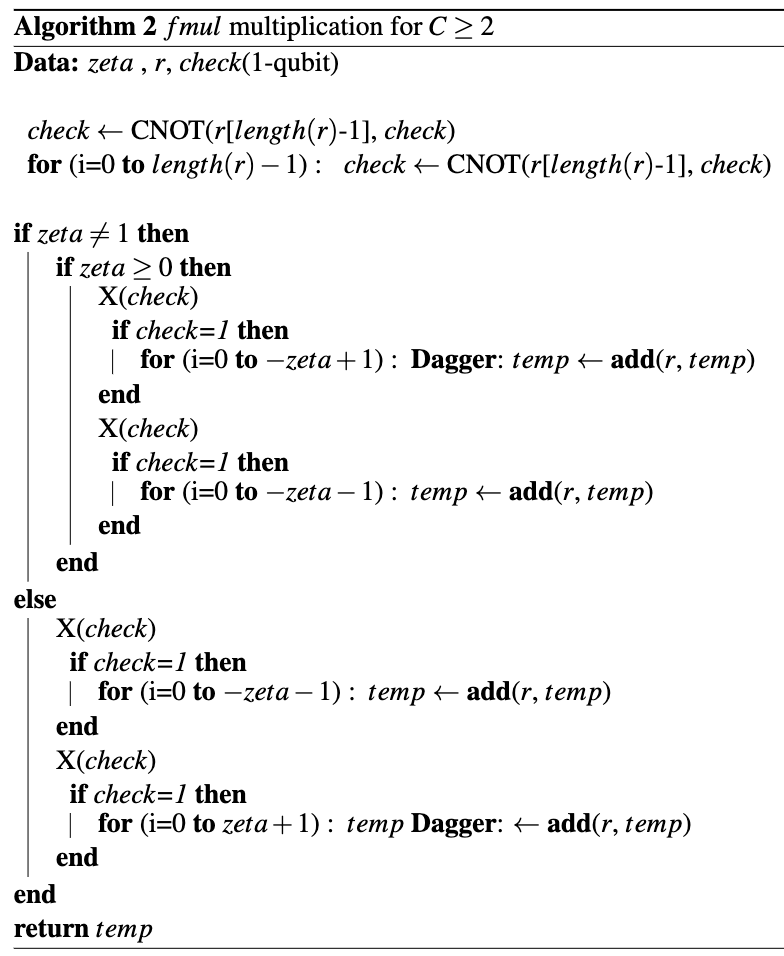 Algorithm 2 fmul multiplication for C ≥ 2
Data: zeta , r, check(1-qubit)
check ← CNOT(r[length(r)-1], check)
for (i=0 to length(r) − 1) : check ← CNOT(r[length(r)-1], check)
if zeta ≠ 1 then
if zeta ≥ 0 then
X(check)
if check=1 then
for (i=0 to −zeta + 1) : Dagger: temp ← add(r, temp)
end
X(check)
if check=1 then
for (i=0 to −zeta − 1) : temp ← add(r, temp)
end
end
else
X(check)
if check=1 then
for (i=0 to −zeta − 1) : temp ← add(r, temp)
end
X(check)
if check=1 then
for (i=0 to zeta + 1) : temp Dagger: ← add(r, temp)
end
end
return temp